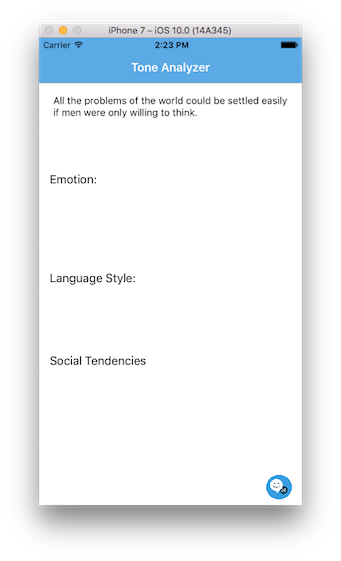 iPhone 7 – iOS 10.0 (14A345)
Carrier 2:23 PM
Tone Analyzer
All the problems of the world could be settled easily
if men were only willing to think.
Emotion:
Language Style:
Social Tendencies